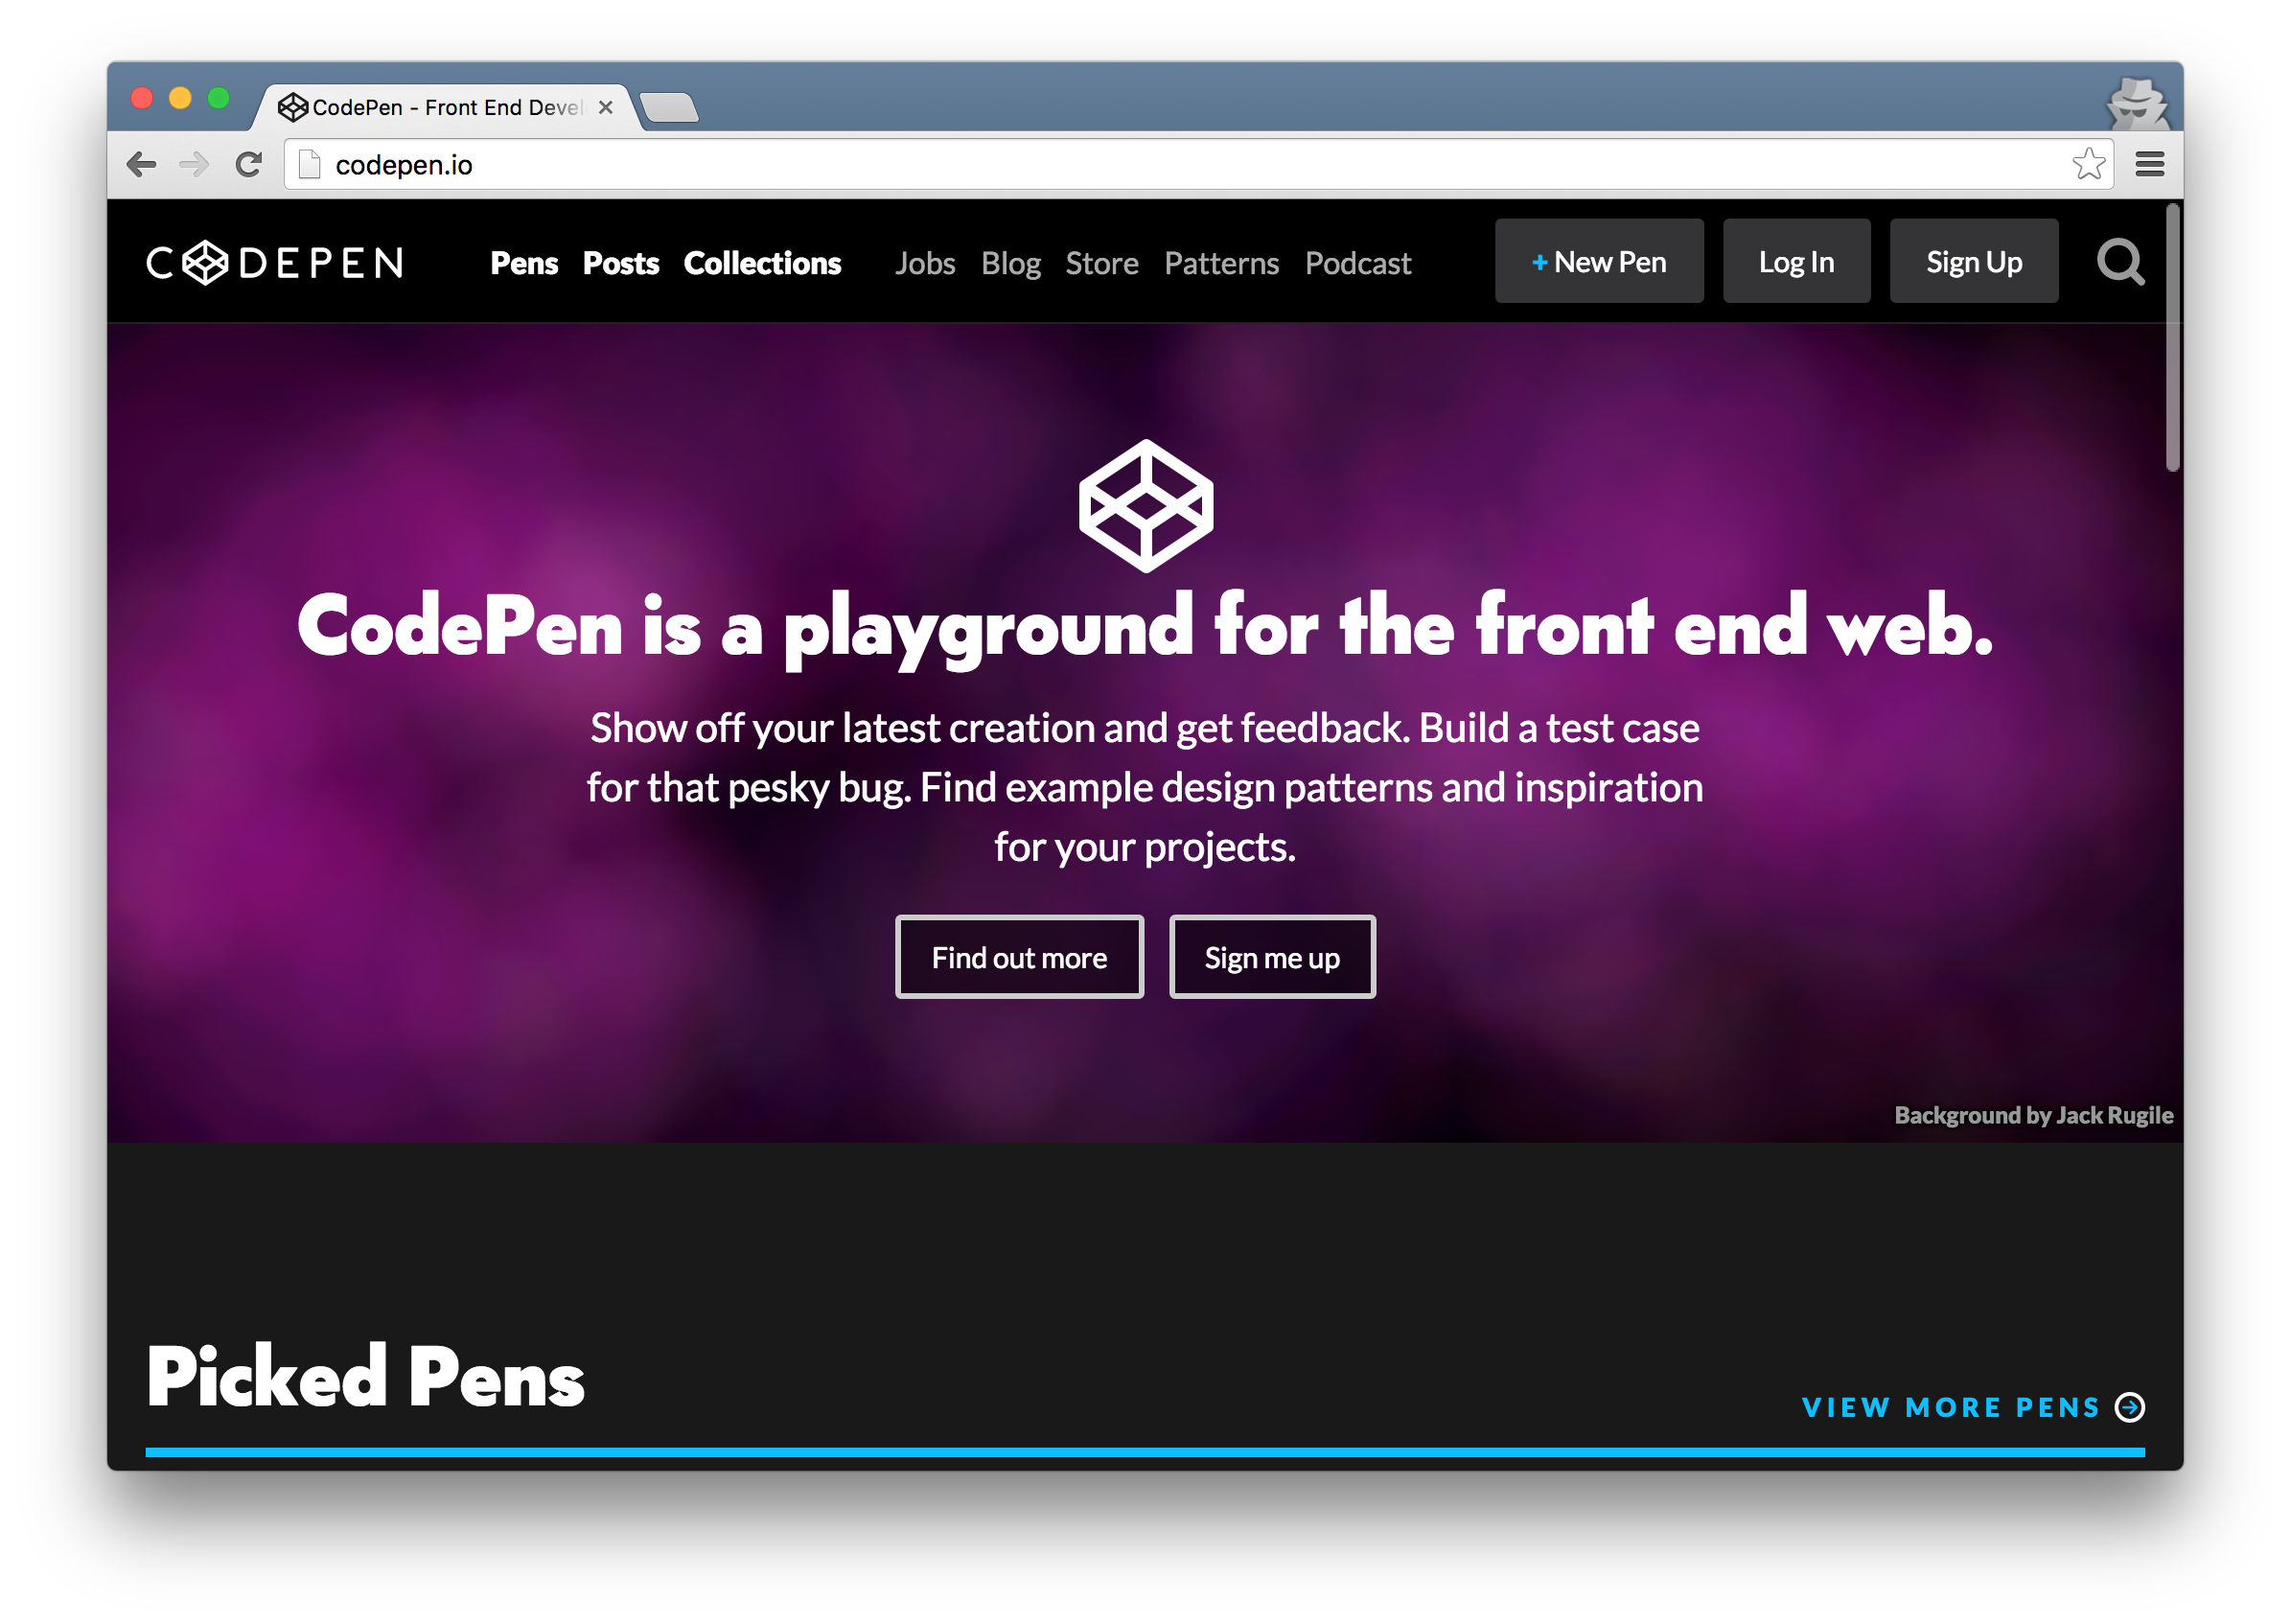 CodePen - Front End Devel
codepen.io
CODEPEN
Pens Posts Collections Jobs Blog Store Patterns Podcast + New Pen Log In Sign Up
CodePen is a playground for the front end web.
Show off your latest creation and get feedback. Build a test case
for that pesky bug. Find example design patterns and inspiration
for your projects.
Find out more Sign me up
Background by Jack Rugile
Picked Pens
VIEW MORE PENS